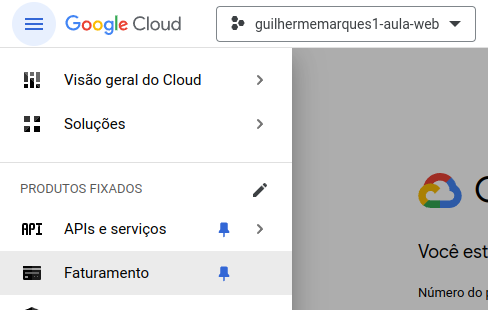 Google Cloud
guilhermemarques1-aula-web
Visão geral do Cloud
Soluções
PRODUTOS FIXADOS
API APIs e serviços
Faturamento
Você est
Número do